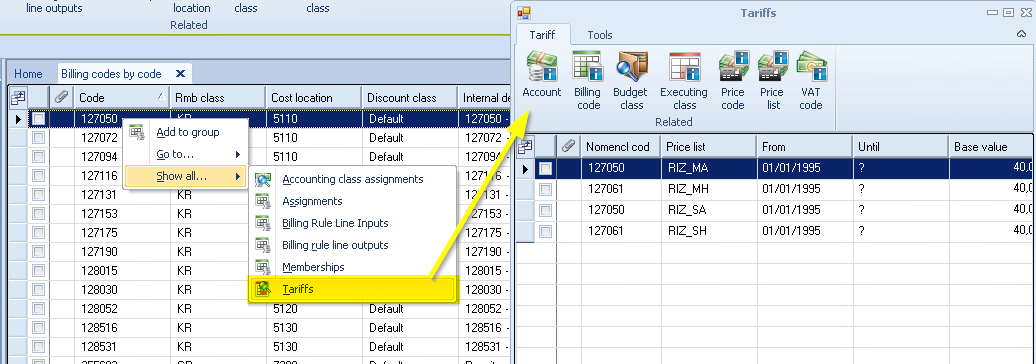 line outputs
location
class
class
Related
Home
Billing codes by code
Code
Rmb class
Cost location
Discount class
Internal de
127050 KR 5110 Default 127050 -
127072 5110 Default 127072 -
127094 5110 Default 127094 -
127116 127116 -
127131 KR 127131 -
127153 KR 127153 -
127175 KR 127175 -
127190 KR 127190 -
128015 KR 128015 -
128030 KR 128030 -
128052 KR 5120 Default 128052 -
128516 KR 5130 Default 128516 -
128531 KR 5130 Default 128531 -
Add to group
Go to...
Show all...
Accounting class assignments
Assignments
Billing Rule Line Inputs
Billing rule line outputs
Memberships
Tariffs
Tariffs
Tariff Tools
Account
Billing code
Budget class
Executing class
Price code
Price list
VAT code
Related
Nomencl cod Price list From Until Base value
127050 RIZ_MA 01/01/1995 ? 40,0
127061 RIZ_MH 01/01/1995 ? 40,0
127050 RIZ_SA 01/01/1995 ? 40,0
127061 RIZ_SH 01/01/1995 ? 40,0